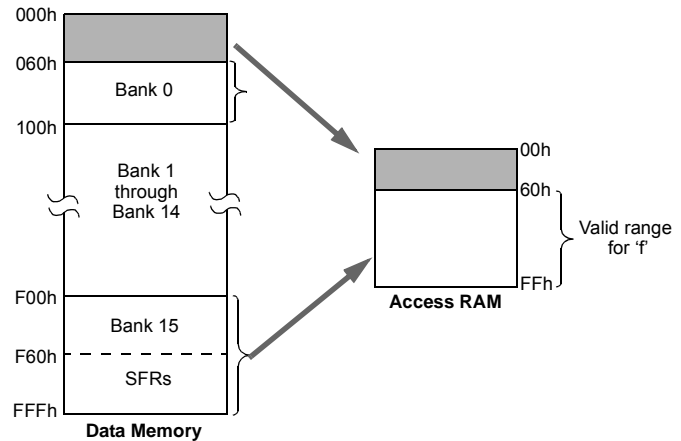 000h
060h
Bank 0
100h
Bank 1
through
Bank 14
F00h
Bank 15
F60h
SFRs
FFFh
Data Memory
00h
60h
Valid range
for ‘f’
FFh
Access RAM